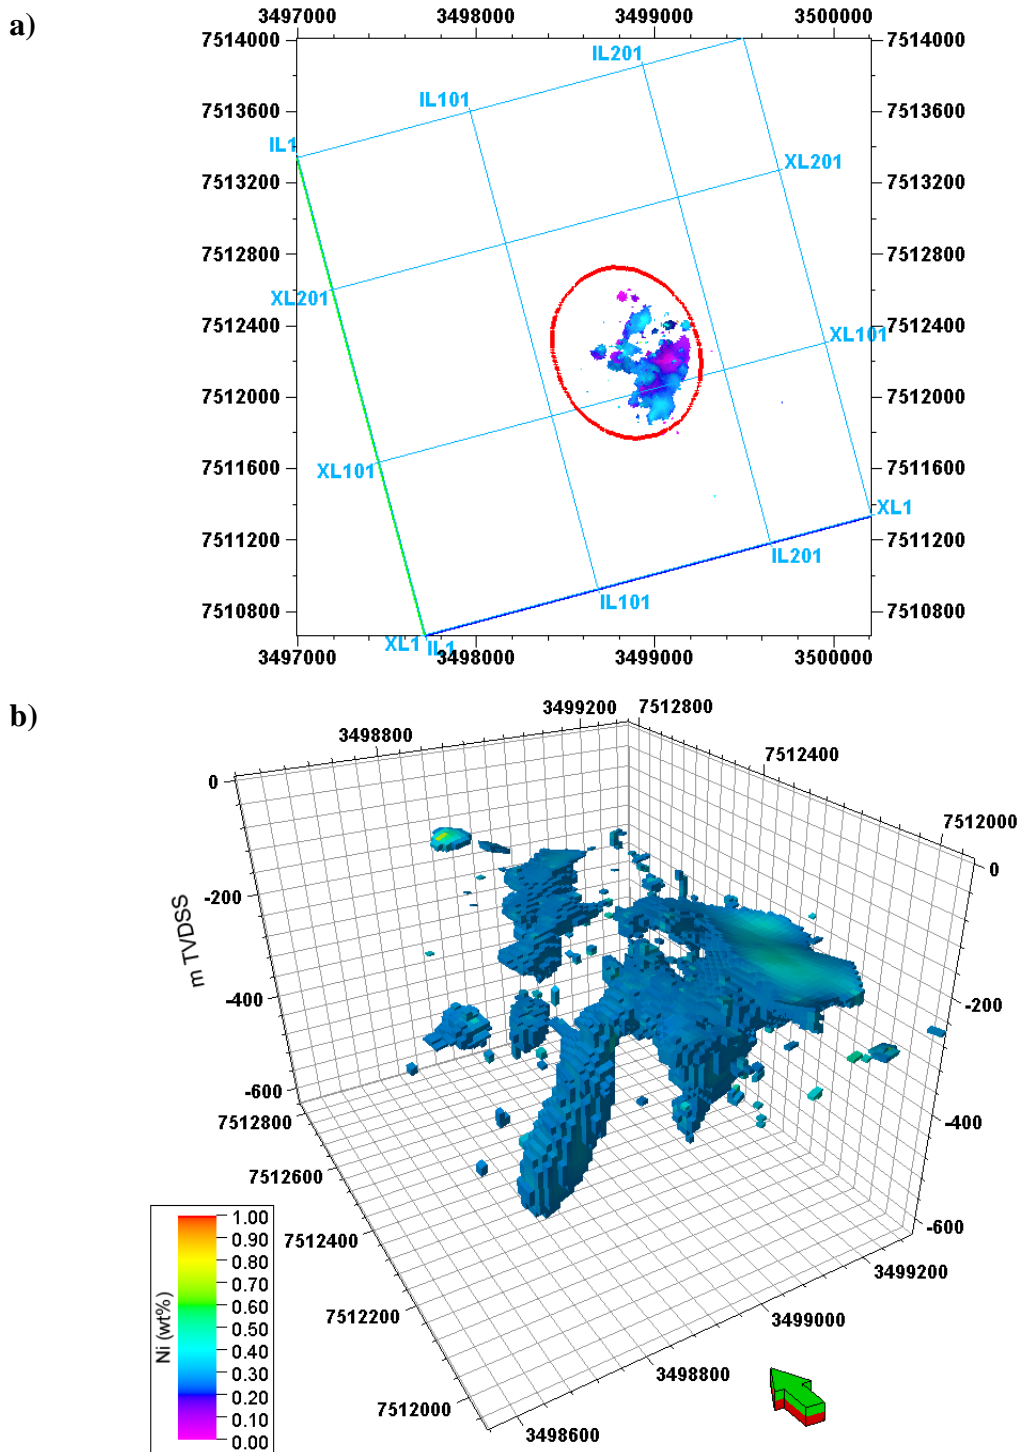 a)
3497000 3498000 3499000 3500000
7514000 7514000
IL201
7513600 IL101 7513600
IL1
7513200 XL201 7513200
7512800 7512800
XL201
7512400 XL101 7512400
7512000 7512000
7511600 XL101 7511600
XL1
7511200 IL201 7511200
7510800 IL101 7510800
XL1 IL1
3497000 3498000 3499000 3500000
b)
3499200 7512800
3498800
7512400
0
7512000
0
-200
m TVDSS
-400
-200
-600
7512800
-400
7512600
-600
7512400
3499200
7512200
3499000
7512000
3498800
3498600
Ni (wt%)
1.00
0.90
0.80
0.70
0.60
0.50
0.40
0.30
0.20
0.10
0.00